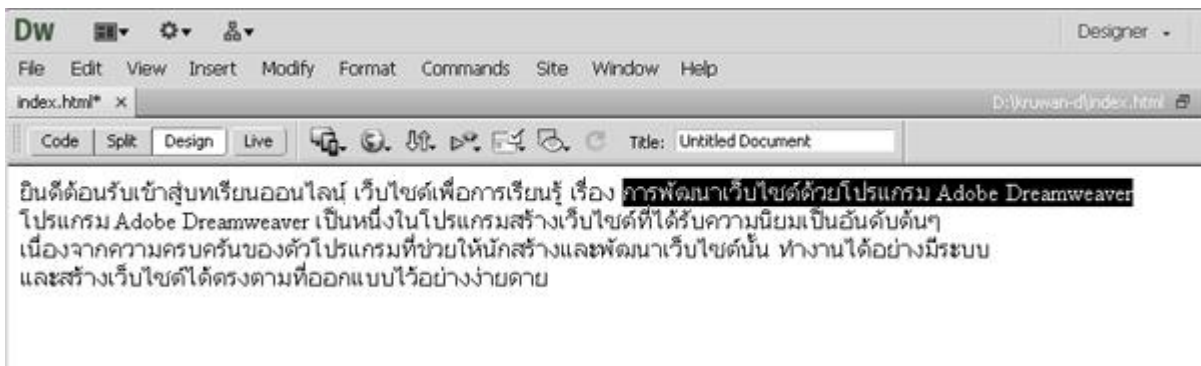 Dw Designer
File Edit View Insert Modify Format Commands Site Window Help
index.html* × D:\kruwan-d\index.html
Code Split Design Live Title: Untitled Document
ยินดีต้อนรับเข้าสู่บทเรียนออนไลน์ เว็บไซต์เพื่อการเรียนรู้ เรื่อง การพัฒนาเว็บไซต์ด้วยโปรแกรม Adobe Dreamweaver
โปรแกรม Adobe Dreamweaver เป็นหนึ่งในโปรแกรมสร้างเว็บไซต์ที่ได้รับความนิยมเป็นอันดับต้นๆ
เนื่องจากความครบครันของตัวโปรแกรมที่ช่วยให้นักสร้างและพัฒนาเว็บไซต์นั้น ทำงานได้อย่างมีระบบ
และสร้างเว็บไซต์ได้ตรงตามที่ออกแบบไว้อย่างง่ายดาย